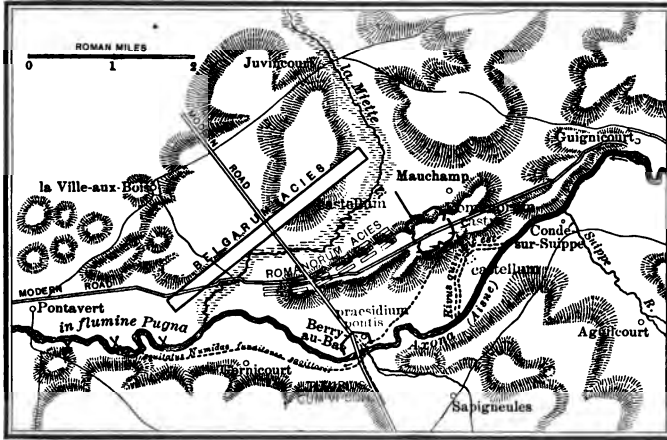 ROMAN MILES
0 1 2
Juvincourt
la Miette
Guignicourt
MODERN ROAD
la Ville-aux-Bois
Mauchamp
BELGARUM ACIES
castellum
ROMANORUM ACIES
Condé-sur-Suippe
castellum
Suippe R.
MODERN ROAD
Pontavert
in flumine Pugna
praesidium pontis
Berry-au-Bac
Axona (Aisne)
Aguilcourt
Sapigneules